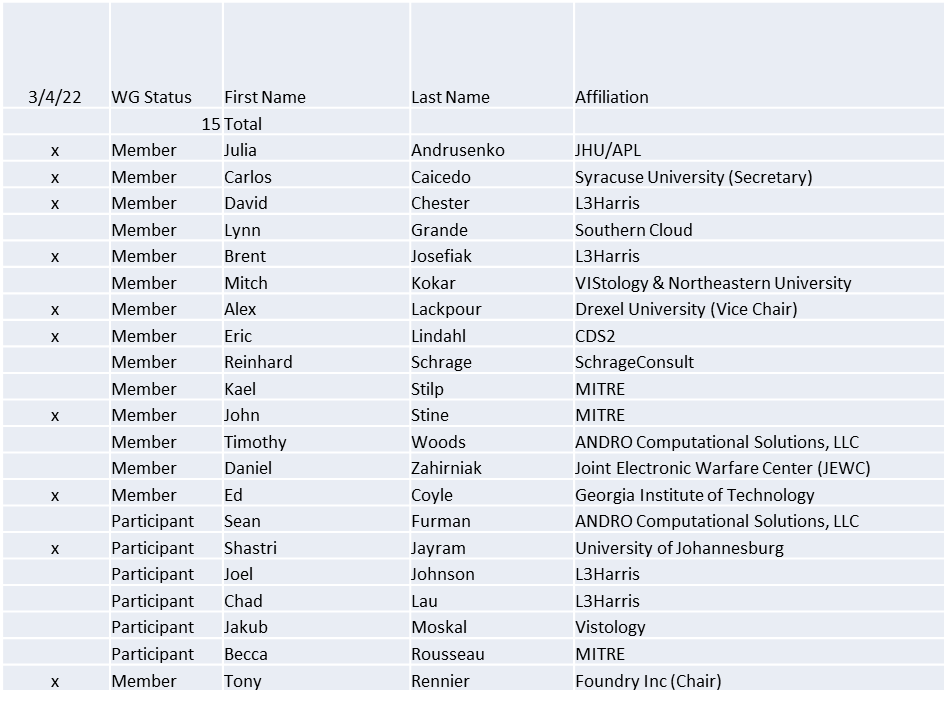 3/4/22 WG Status First Name Last Name Affiliation
15 Total
x Member Julia Andrusenko JHU/APL
x Member Carlos Caicedo Syracuse University (Secretary)
x Member David Chester L3Harris
Member Lynn Grande Southern Cloud
x Member Brent Josefiak L3Harris
Member Mitch Kokar VIStology & Northeastern University
x Member Alex Lackpour Drexel University (Vice Chair)
x Member Eric Lindahl CDS2
Member Reinhard Schrage SchrageConsult
Member Kael Stilp MITRE
x Member John Stine MITRE
Member Timothy Woods ANDRO Computational Solutions, LLC
Member Daniel Zahirniak Joint Electronic Warfare Center (JEWC)
x Member Ed Coyle Georgia Institute of Technology
Participant Sean Furman ANDRO Computational Solutions, LLC
x Participant Shastri Jayram University of Johannesburg
Participant Joel Johnson L3Harris
Participant Chad Lau L3Harris
Participant Jakub Moskal Vistology
Participant Becca Rousseau MITRE
x Member Tony Rennier Foundry Inc (Chair)